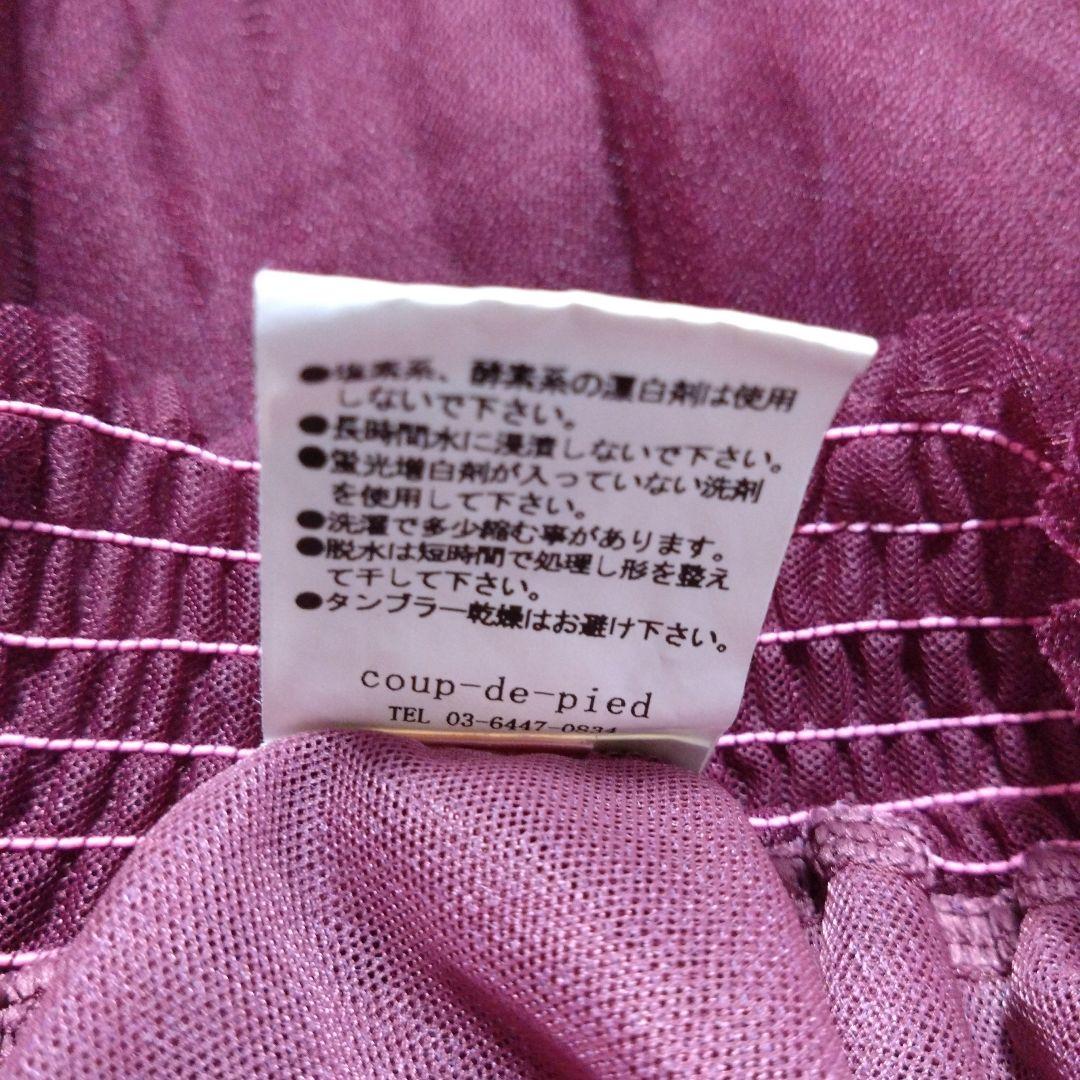 ●塩素系、酵素系の漂白剤は使用
しないで下さい。
●長時間水に浸漬しないで下さい。
●蛍光増白剤が入っていない洗剤
を使用して下さい。
●洗濯で多少縮む事があります。
●脱水は短時間で処理し形を整え
て干して下さい。
●タンブラー乾燥はお避け下さい。
coup-de-pied
TEL 03-6447-0834